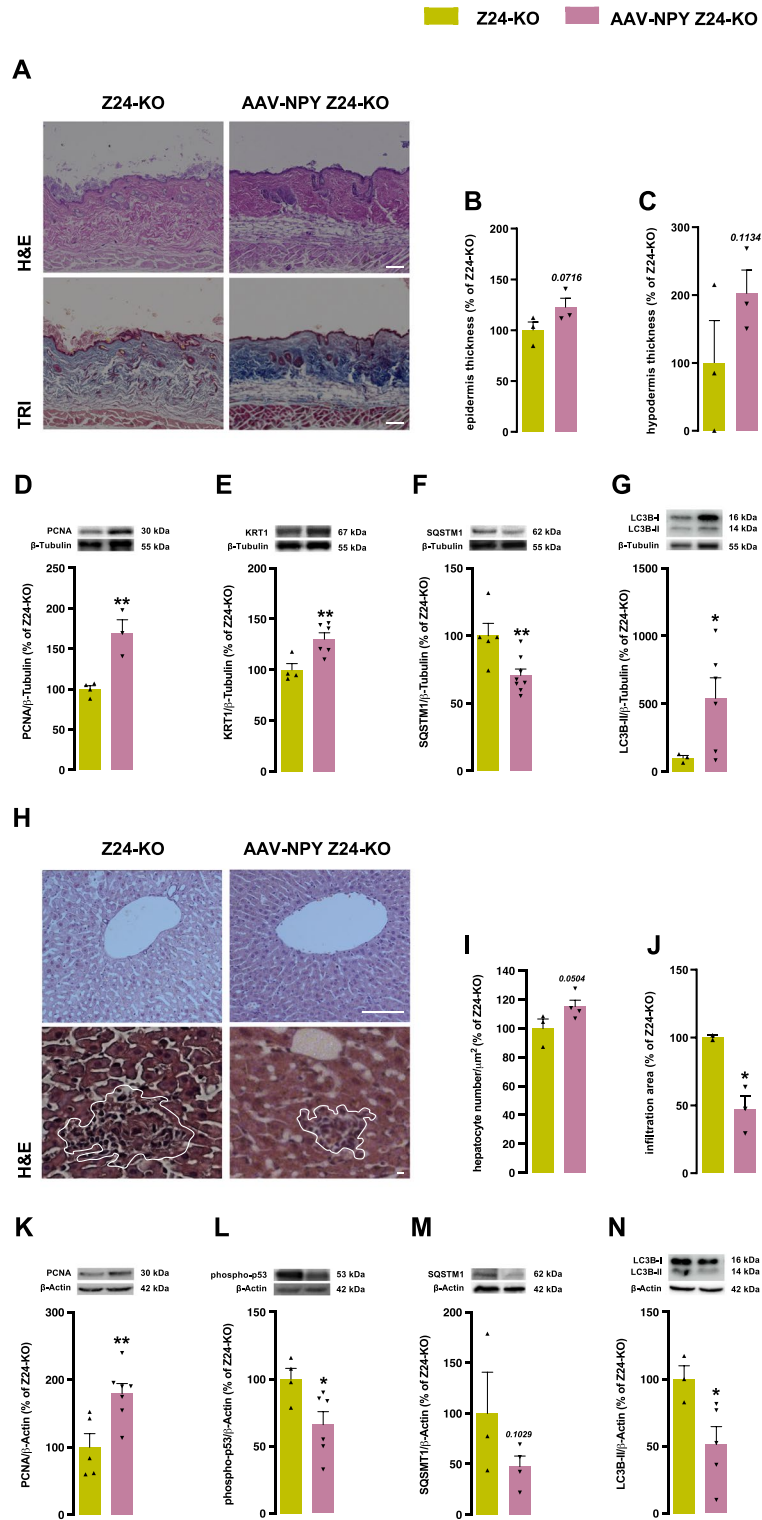 Z24-KO AAV-NPY Z24-KO
A
Z24-KO AAV-NPY Z24-KO
H&E
TRI
B
epidermis thickness (% of Z24-KO)
200
150
100
50
0
0.0716
C
hypodermis thickness (% of Z24-KO)
300
200
100
0
0.1134
D
PCNA 30 kDa
β-Tubulin 55 kDa
PCNA/β-Tubulin (% of Z24-KO)
250
200
150
100
50
0
**
E
KRT1 67 kDa
β-Tubulin 55 kDa
KRT1/β-Tubulin (% of Z24-KO)
200
150
100
50
0
**
F
SQSTM1 62 kDa
β-Tubulin 55 kDa
SQSTM1/β-Tubulin (% of Z24-KO)
150
100
50
0
**
G
LC3B-I 16 kDa
LC3B-II 14 kDa
β-Tubulin 55 kDa
LC3B-II/β-Tubulin (% of Z24-KO)
1500
1000
500
0
*
H
Z24-KO AAV-NPY Z24-KO
H&E
I
hepatocyte number/μm² (% of Z24-KO)
140
120
100
80
60
40
20
0
0.0504
J
infiltration area (% of Z24-KO)
150
100
50
0
*
K
PCNA 30 kDa
β-Actin 42 kDa
PCNA/β-Actin (% of Z24-KO)
300
200
100
0
**
L
phospho-p53 53 kDa
β-Actin 42 kDa
phospho-p53/β-Actin (% of Z24-KO)
150
100
50
0
*
M
SQSTM1 62 kDa
β-Actin 42 kDa
SQSMT1/β-Actin (% of Z24-KO)
200
150
100
50
0
0.1029
N
LC3B-I 16 kDa
LC3B-II 14 kDa
β-Actin 42 kDa
LC3B-II/β-Actin (% of Z24-KO)
150
100
50
0
*